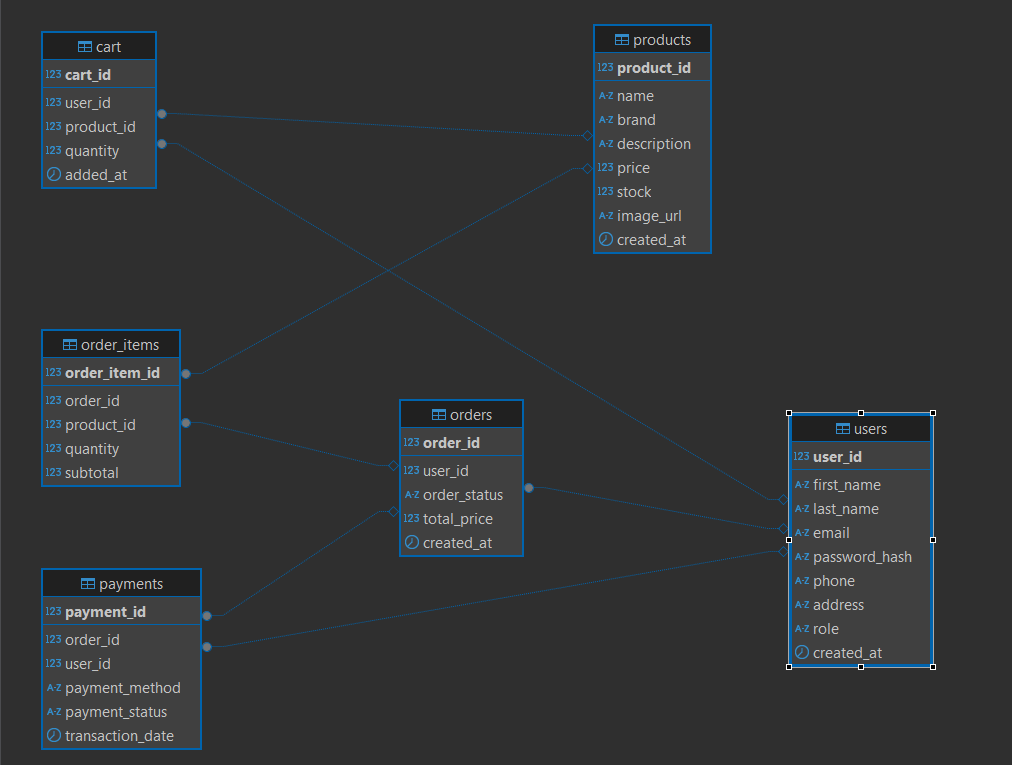 cart
123 cart_id
123 user_id
123 product_id
123 quantity
added_at
products
123 product_id
A-Z name
A-Z brand
A-Z description
123 price
123 stock
A-Z image_url
created_at
order_items
123 order_item_id
123 order_id
123 product_id
123 quantity
123 subtotal
orders
123 order_id
123 user_id
A-Z order_status
123 total_price
created_at
users
123 user_id
A-Z first_name
A-Z last_name
A-Z email
A-Z password_hash
A-Z phone
A-Z address
A-Z role
created_at
payments
123 payment_id
123 order_id
123 user_id
A-Z payment_method
A-Z payment_status
transaction_date